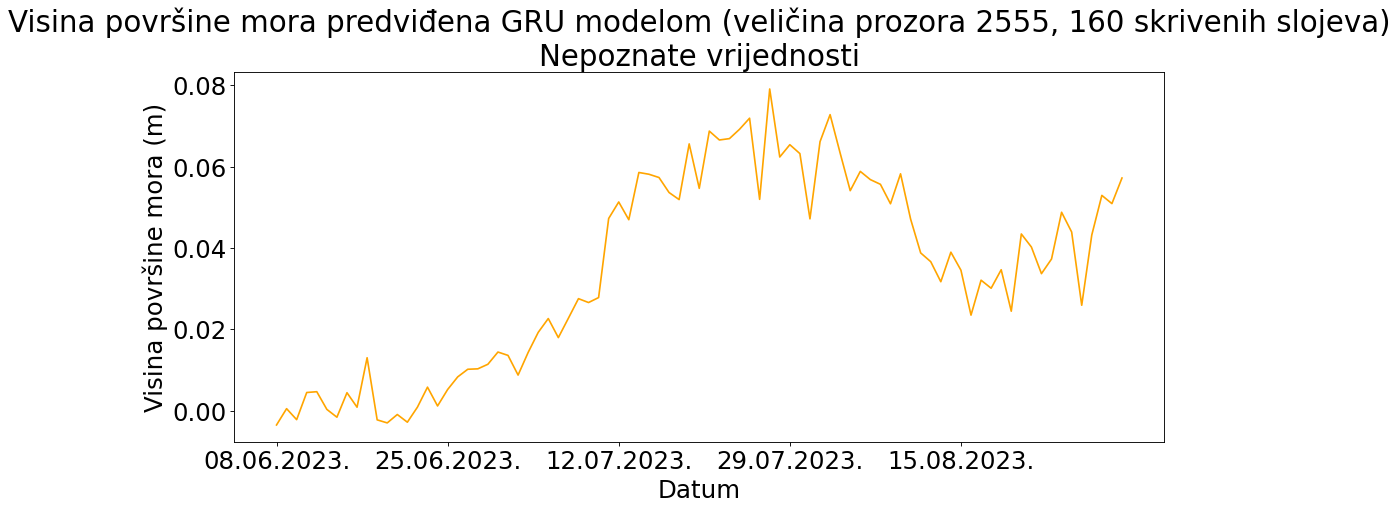 Visina površine mora predviđena GRU modelom (veličina prozora 2555, 160 skrivenih slojeva)
Nepoznate vrijednosti
Visina površine mora (m)
0.08
0.06
0.04
0.02
0.00
08.06.2023. 25.06.2023. 12.07.2023. 29.07.2023. 15.08.2023.
Datum